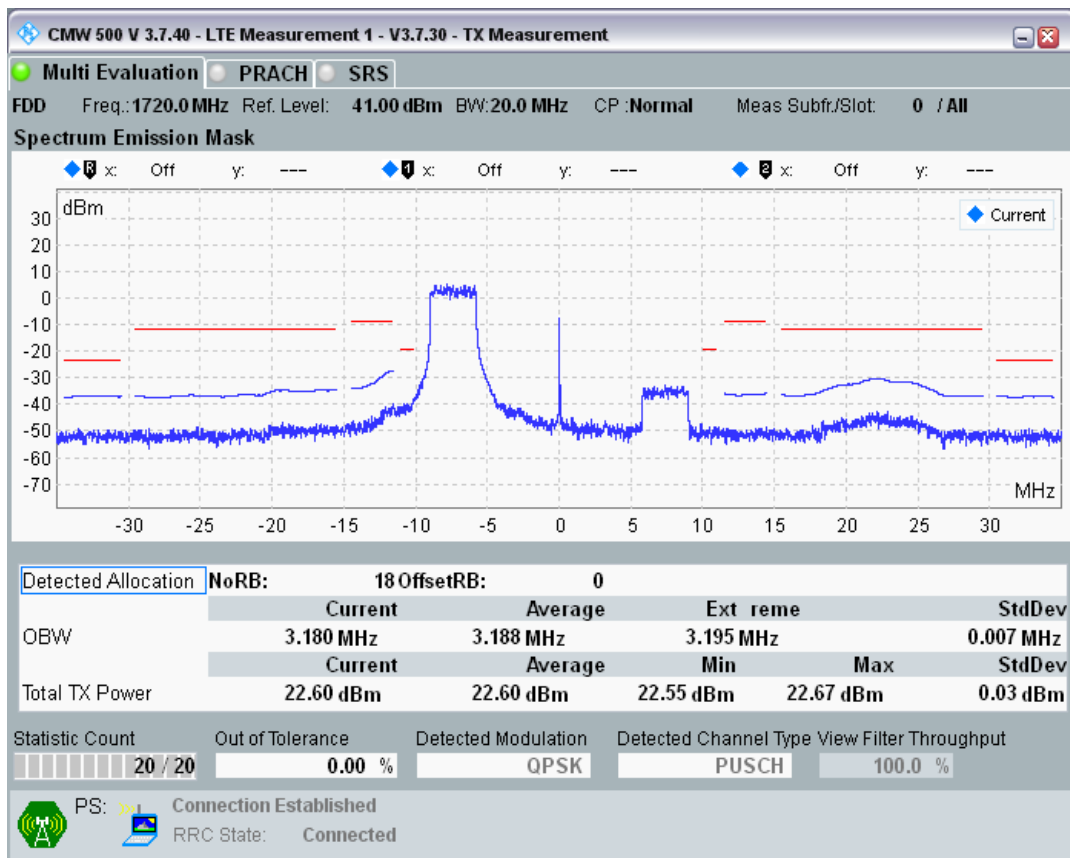 CMW 500 V 3.7.40 - LTE Measurement 1 - V3.7.30 - TX Measurement
Multi Evaluation PRACH SRS
FDD Freq.:1720.0 MHz Ref. Level: 41.00 dBm BW:20.0 MHz CP :Normal Meas Subfr./Slot: 0 / All
Spectrum Emission Mask
R x: Off y: --- 1 x: Off y: --- 2 x: Off y: ---
dBm
Current
30
20
10
0
-10
-20
-30
-40
-50
-60
-70
MHz
-30 -25 -20 -15 -10 -5 0 5 10 15 20 25 30
Detected Allocation NoRB: 18 OffsetRB: 0
Current Average Ext reme StdDev
OBW 3.180 MHz 3.188 MHz 3.195 MHz 0.007 MHz
Current Average Min Max StdDev
Total TX Power 22.60 dBm 22.60 dBm 22.55 dBm 22.67 dBm 0.03 dBm
Statistic Count Out of Tolerance Detected Modulation Detected Channel Type View Filter Throughput
20 / 20 0.00 % QPSK PUSCH 100.0 %
PS: Connection Established
RRC State: Connected